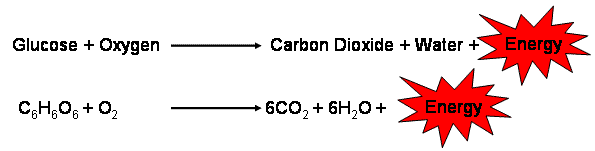 Glucose + Oxygen ⟶ Carbon Dioxide + Water + Energy
C₆H₆O₆ + O₂ ⟶ 6CO₂ + 6H₂O + Energy